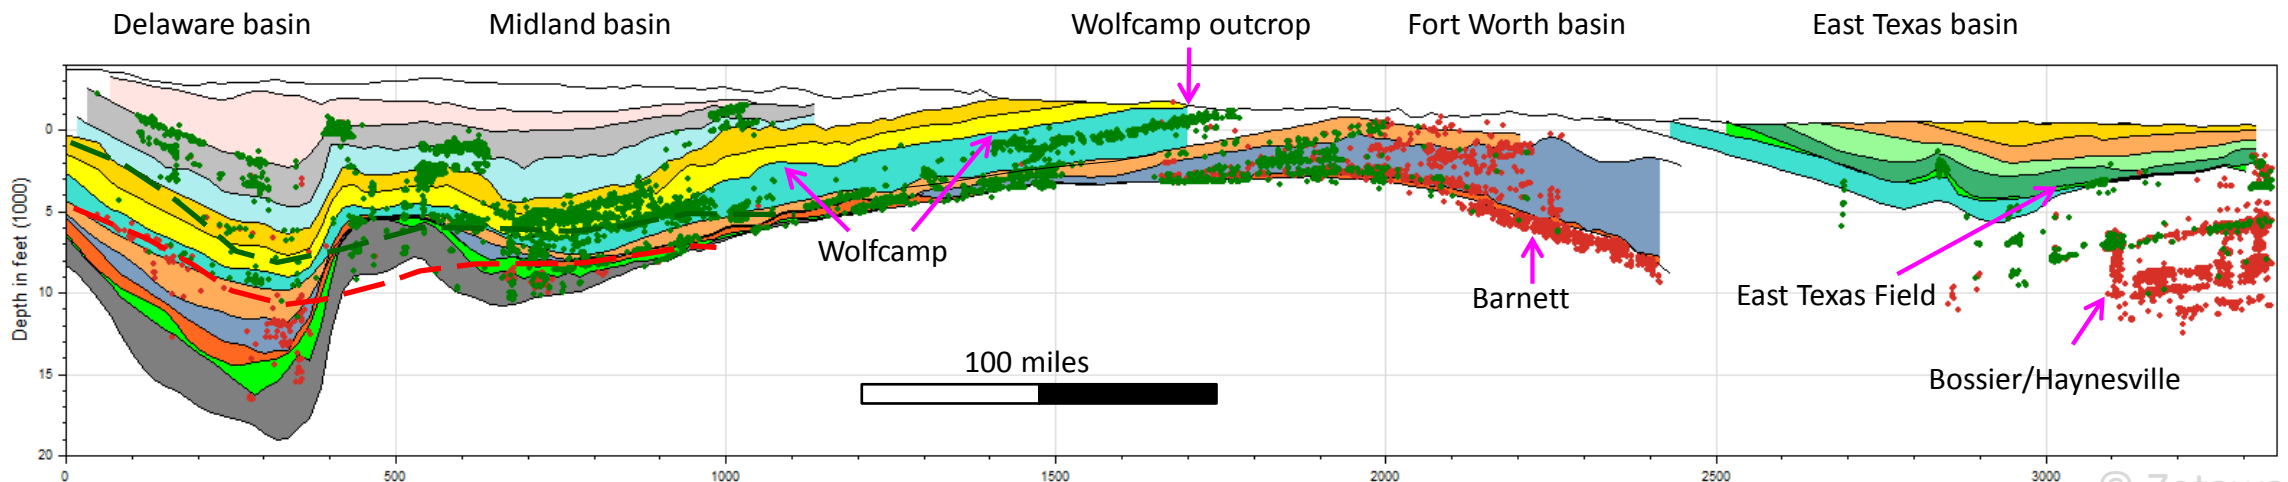 Delaware basin
Midland basin
Wolfcamp outcrop
Fort Worth basin
East Texas basin
Depth in feet (1000)
0
5
10
15
20
Wolfcamp
Barnett
East Texas Field
Bossier/Haynesville
100 miles
0
500
1000
1500
2000
2500
3000